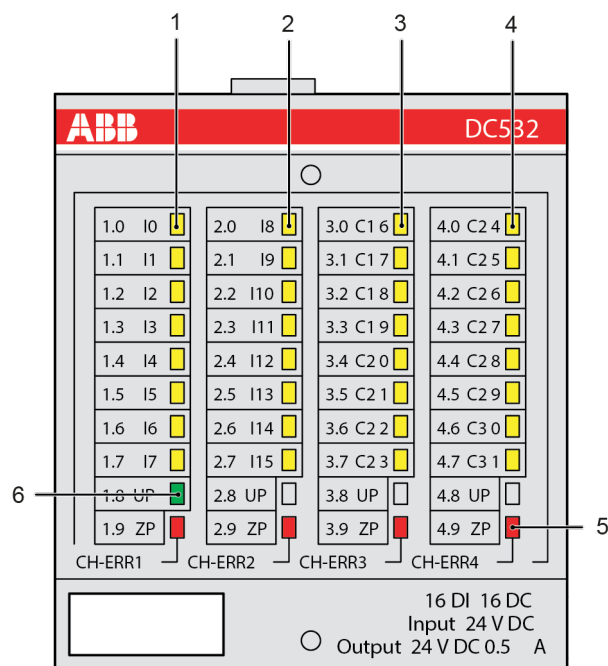 1 2 3 4
ABB DC532
1.0 I0 2.0 I8 3.0 C16 4.0 C24
1.1 I1 2.1 I9 3.1 C17 4.1 C25
1.2 I2 2.2 I10 3.2 C18 4.2 C26
1.3 I3 2.3 I11 3.3 C19 4.3 C27
1.4 I4 2.4 I12 3.4 C20 4.4 C28
1.5 I5 2.5 I13 3.5 C21 4.5 C29
1.6 I6 2.6 I14 3.6 C22 4.6 C30
1.7 I7 2.7 I15 3.7 C23 4.7 C31
6 1.8 UP 2.8 UP 3.8 UP 4.8 UP
1.9 ZP 2.9 ZP 3.9 ZP 4.9 ZP 5
CH-ERR1 CH-ERR2 CH-ERR3 CH-ERR4
16 DI 16 DC
Input 24 V DC
Output 24 V DC 0.5 A